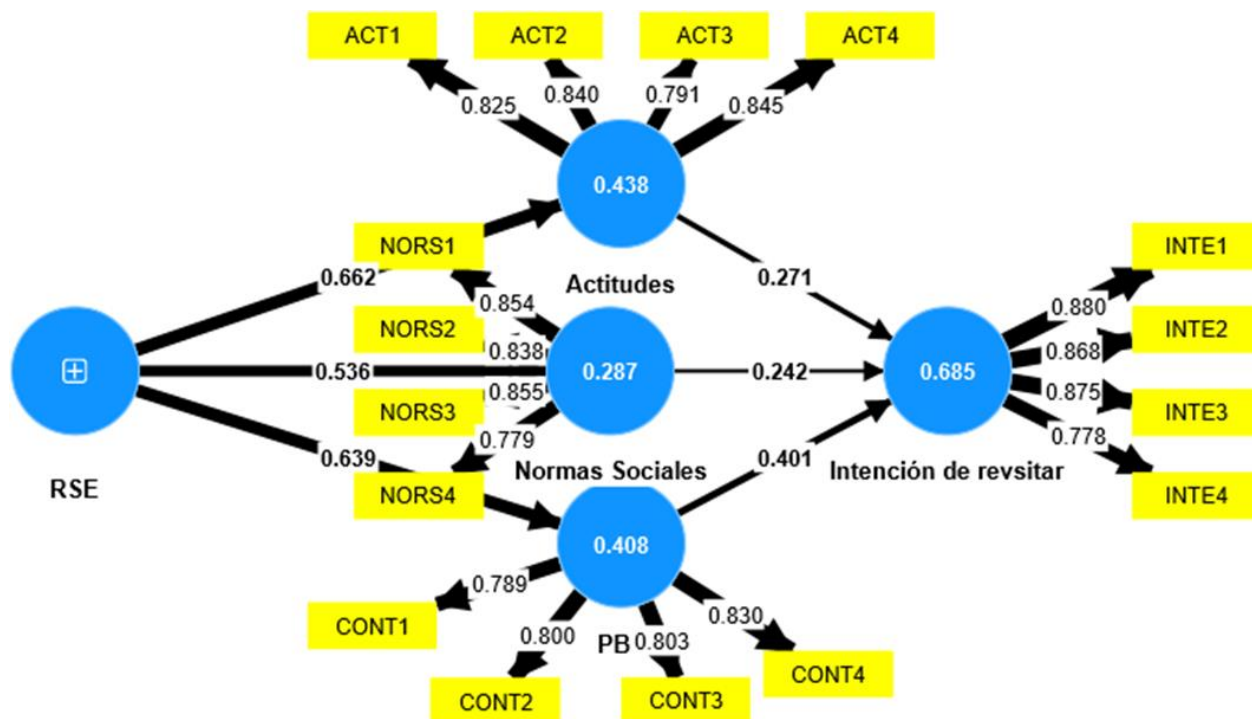 ACT1 ACT2 ACT3 ACT4
0.825 0.840 0.791 0.845
0.438
NORS1
INTE1
0.662
Actitudes
0.271
0.854
0.880
NORS2
INTE2
0.838
0.868
0.536
0.287
0.242
0.685
0.855
0.875
NORS3
INTE3
0.779
0.778
0.639
Normas Sociales
0.401
Intención de revsitar
RSE
NORS4
INTE4
0.408
0.789
CONT1
0.800
PB
0.803
0.830
CONT2
CONT3
CONT4